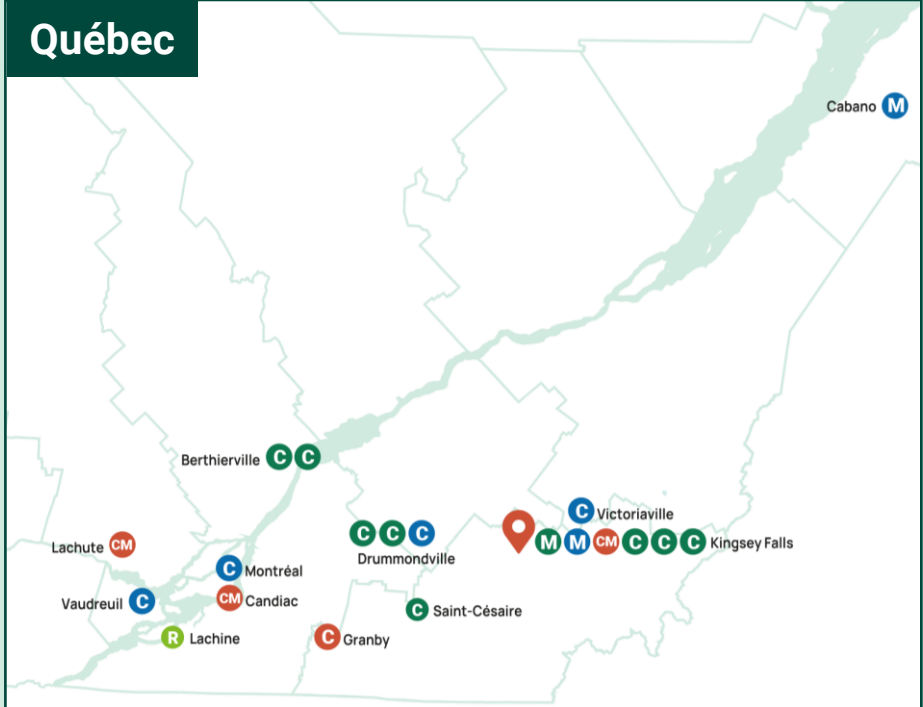 Québec
Cabano M
Berthierville C C
C Victoriaville
C C C
Drummondville
M M CM C C C Kingsey Falls
Lachute CM
C Montréal
Vaudreuil C
CM Candiac
C Saint-Césaire
R Lachine
C Granby